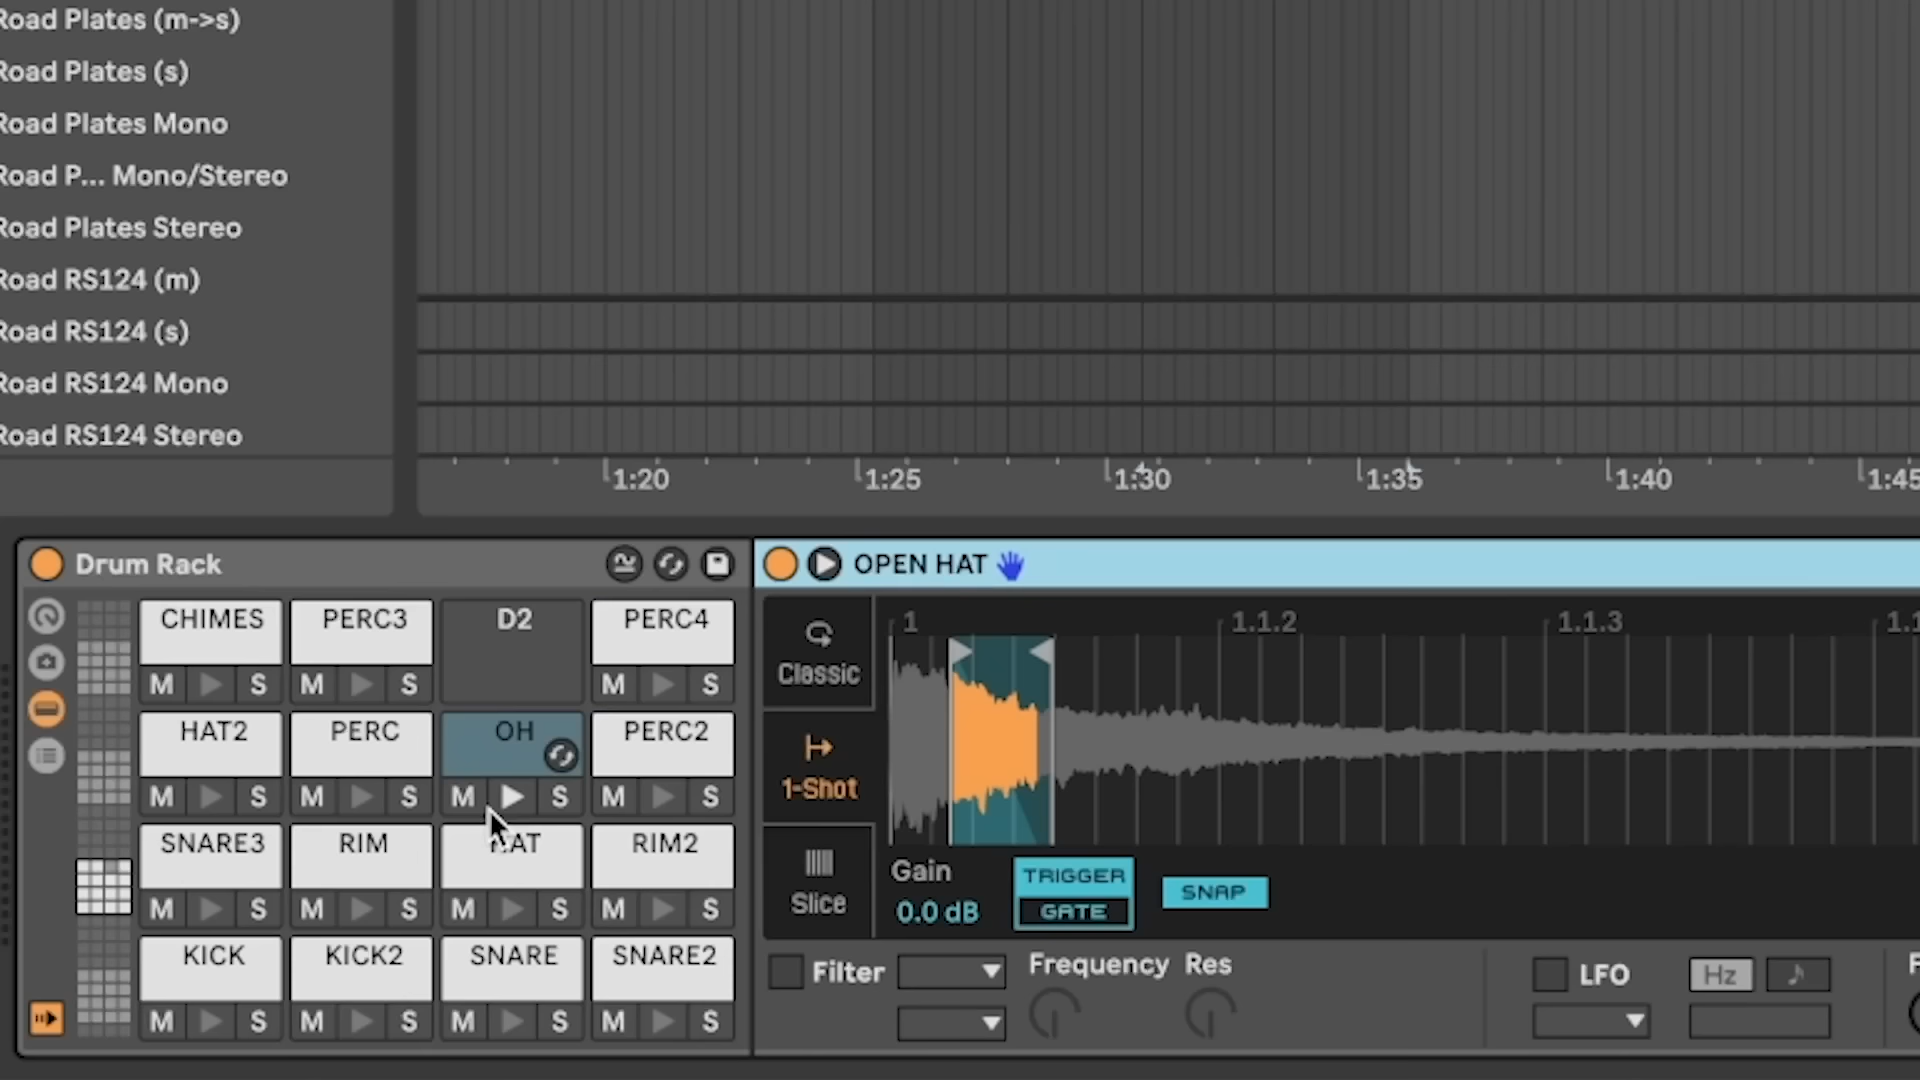 Road Plates (m->s)
Road Plates (s)
Road Plates Mono
Road P... Mono/Stereo
Road Plates Stereo
Road RS124 (m)
Road RS124 (s)
Road RS124 Mono
Road RS124 Stereo
1:20 1:25 1:30 1:35 1:40 1:45
Drum Rack
OPEN HAT
CHIMES PERC3 D2 PERC4
M S M S M S
HAT2 PERC OH PERC2
M S M S M S M S
SNARE3 RIM HAT RIM2
M S M S M S M S
KICK KICK2 SNARE SNARE2
M S M S M S M S
1 1.1.2 1.1.3 1.1
Classic
1-Shot
Slice
Gain
0.0 dB
TRIGGER
GATE
SNAP
Filter
Frequency Res
LFO
Hz